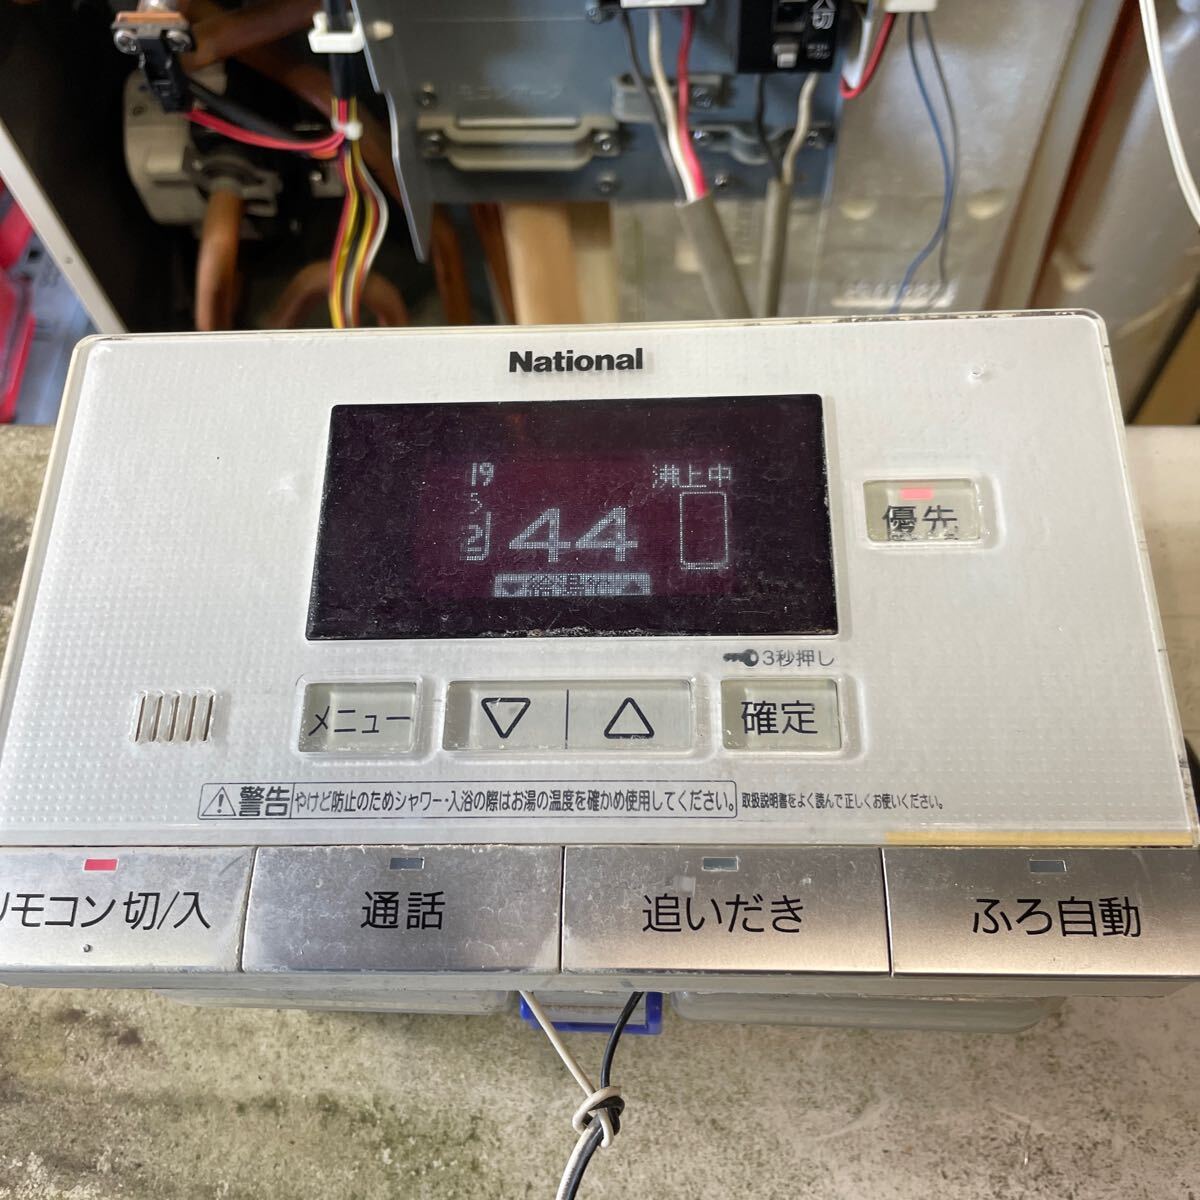 National
19
沸上中
44
優先
3秒押し
メニュー
▽
△
確定
警告 やけど防止のためシャワー・入浴の際はお湯の温度を確かめ使用してください。 取扱説明書をよく読んで正しくお使いください。
リモコン切/入
通話
追いだき
ふろ自動